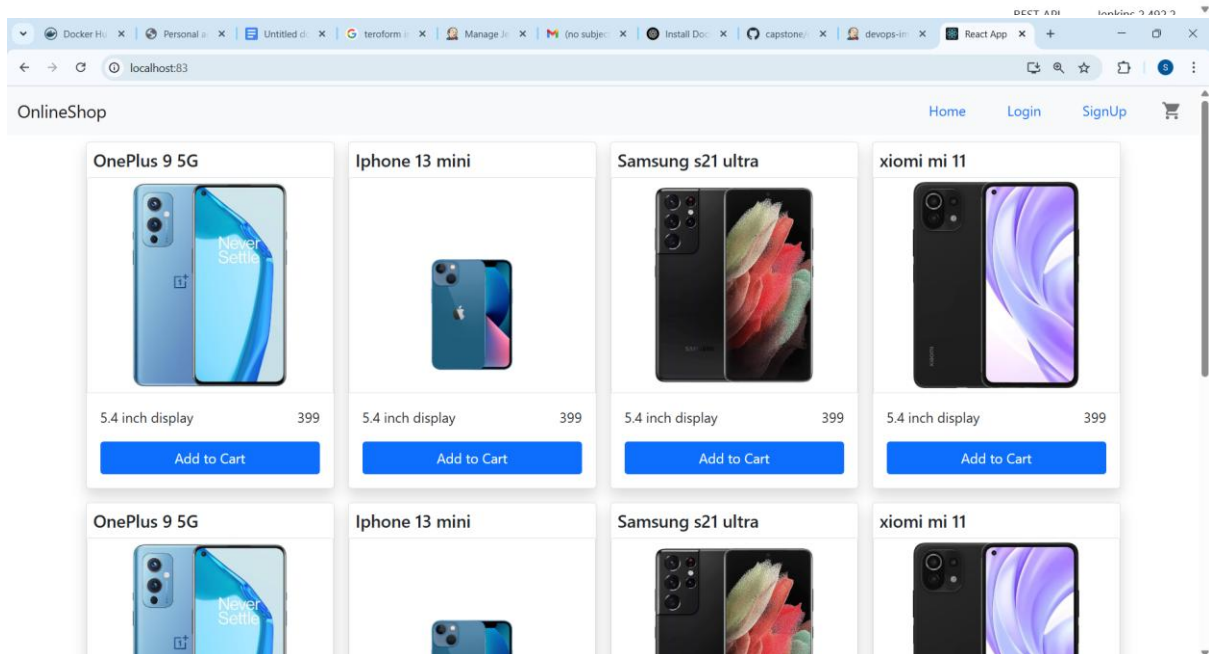 REST API Jenkins 2.492.2
Docker Hu Personal a Untitled d teroform i Manage Je (no subjec Install Doc capstone/ devops-im React App
localhost:83 S
OnlineShop Home Login SignUp
OnePlus 9 5G Iphone 13 mini Samsung s21 ultra xiomi mi 11
Never
Settle
SAMSUNG
XIAOMI
5.4 inch display 399 5.4 inch display 399 5.4 inch display 399 5.4 inch display 399
Add to Cart Add to Cart Add to Cart Add to Cart
OnePlus 9 5G Iphone 13 mini Samsung s21 ultra xiomi mi 11
Never
Settle